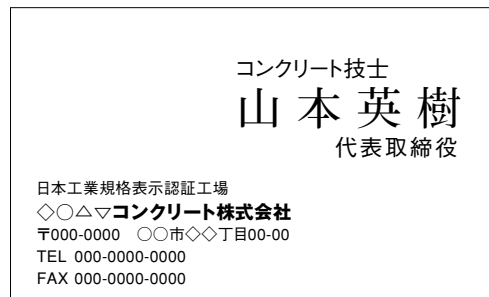 コンクリート技士
山本英樹
代表取締役
日本工業規格表示認証工場
◇○△▽コンクリート株式会社
〒000-0000　○○市◇◇丁目00-00
TEL 000-0000-0000
FAX 000-0000-0000